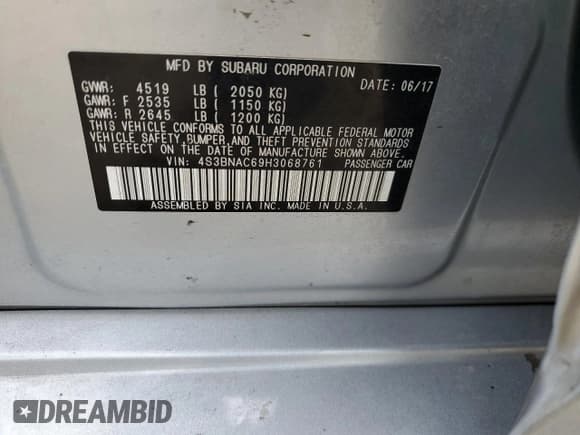 MFD BY SUBARU CORPORATION
GVWR: 4519 LB ( 2050 KG) DATE: 06/17
GAWR: F 2535 LB ( 1150 KG)
GAWR: R 2645 LB ( 1200 KG)
THIS VEHICLE CONFORMS TO ALL APPLICABLE FEDERAL MOTOR
VEHICLE SAFETY, BUMPER, AND THEFT PREVENTION STANDARDS
IN EFFECT ON THE DATE OF MANUFACTURE SHOWN ABOVE.
VIN: 4S3BNAC69H3068761 PASSENGER CAR
ASSEMBLED BY SIA INC. MADE IN U.S.A.
DREAMBID